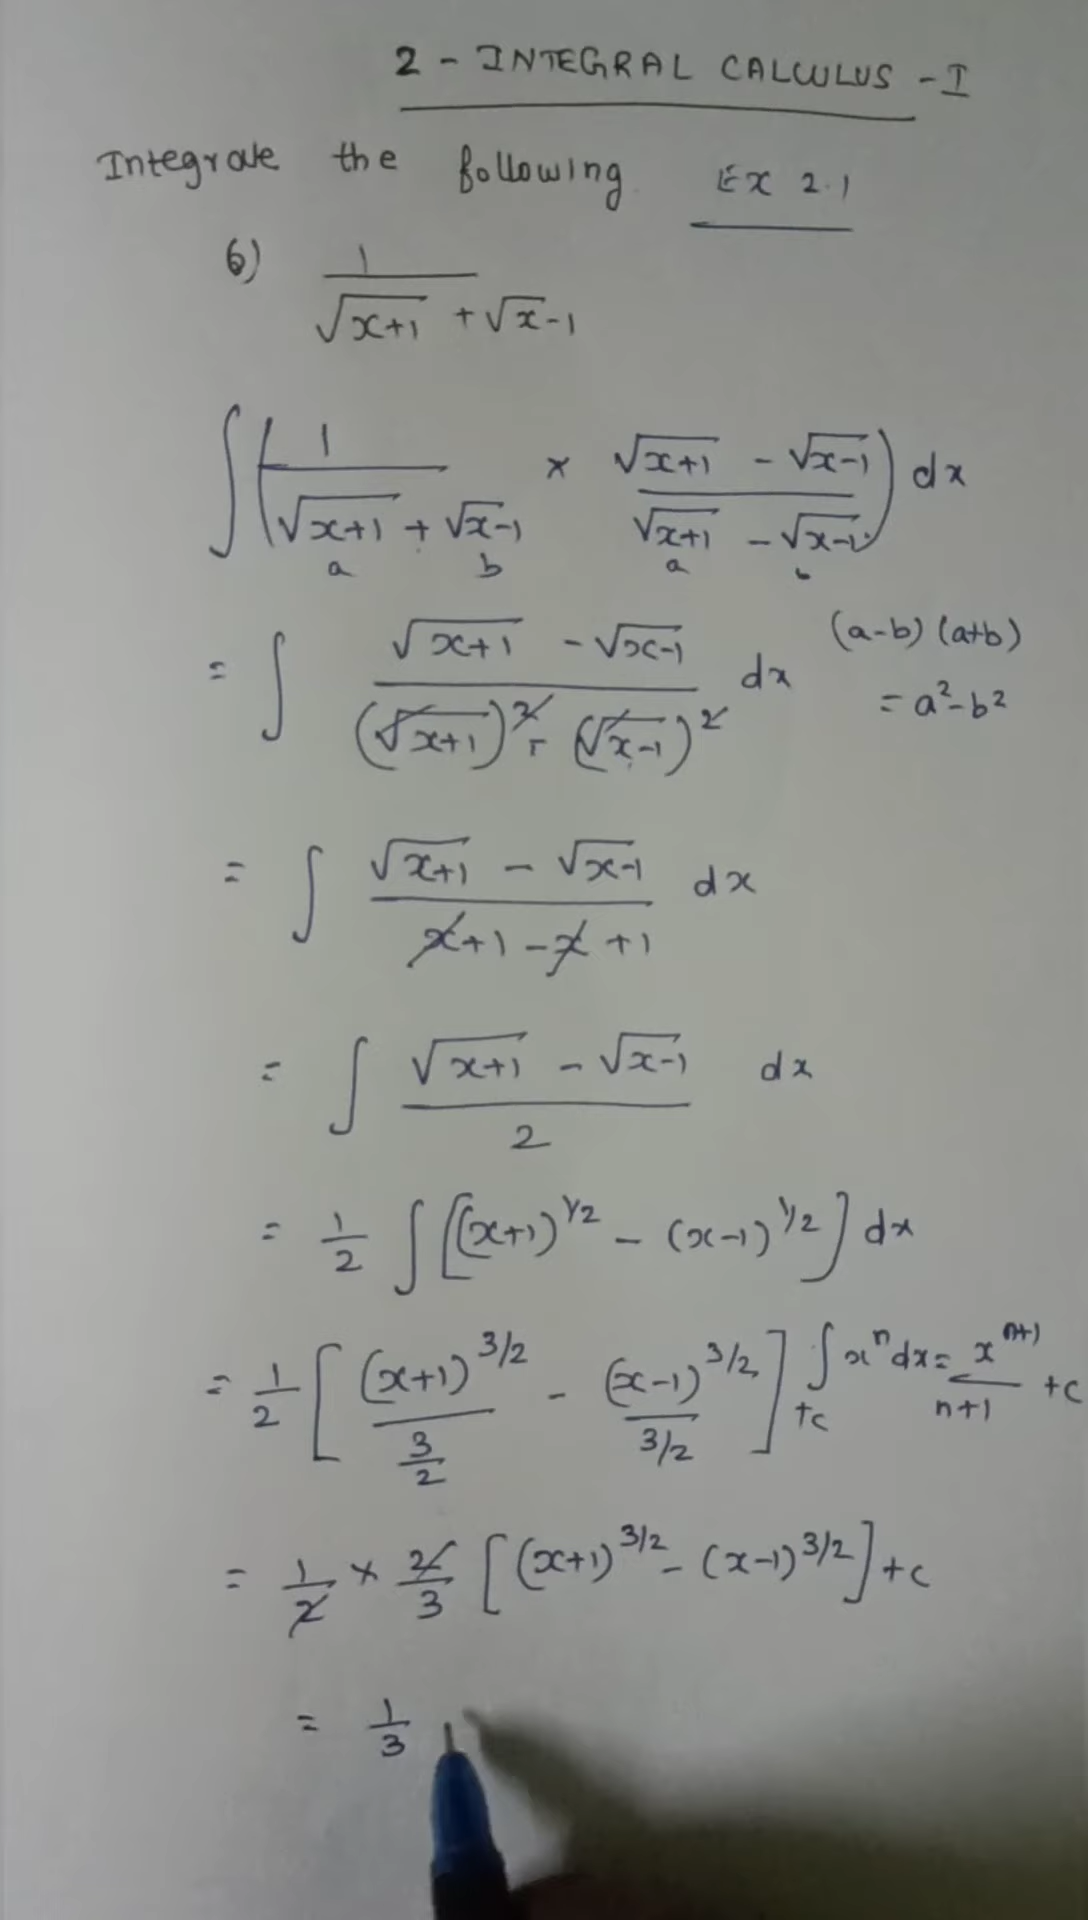 2 - INTEGRAL CALCULUS - I
Integrate the following Ex 2.1
6) 1/(√(x+1) + √x-1)
∫(1/(√(x+1) + √x-1) × (√(x+1) - √(x-1))/(√(x+1) - √(x-1))) dx
a b a b
= ∫ (√(x+1) - √(x-1))/((√(x+1))² - (√(x-1))²) dx (a-b) (a+b)
= a²-b²
= ∫ (√(x+1) - √(x-1))/(x+1-x+1) dx
= ∫ (√(x+1) - √(x-1))/2 dx
= 1/2 ∫ [(x+1)^1/2 - (x-1)^1/2] dx
= 1/2 [(x+1)^3/2/(3/2) - (x-1)^3/2/(3/2)] +c ∫x^n dx = x^(n+1)/(n+1) +c
= 1/2 × 2/3 [(x+1)^3/2 - (x-1)^3/2] +c
= 1/3